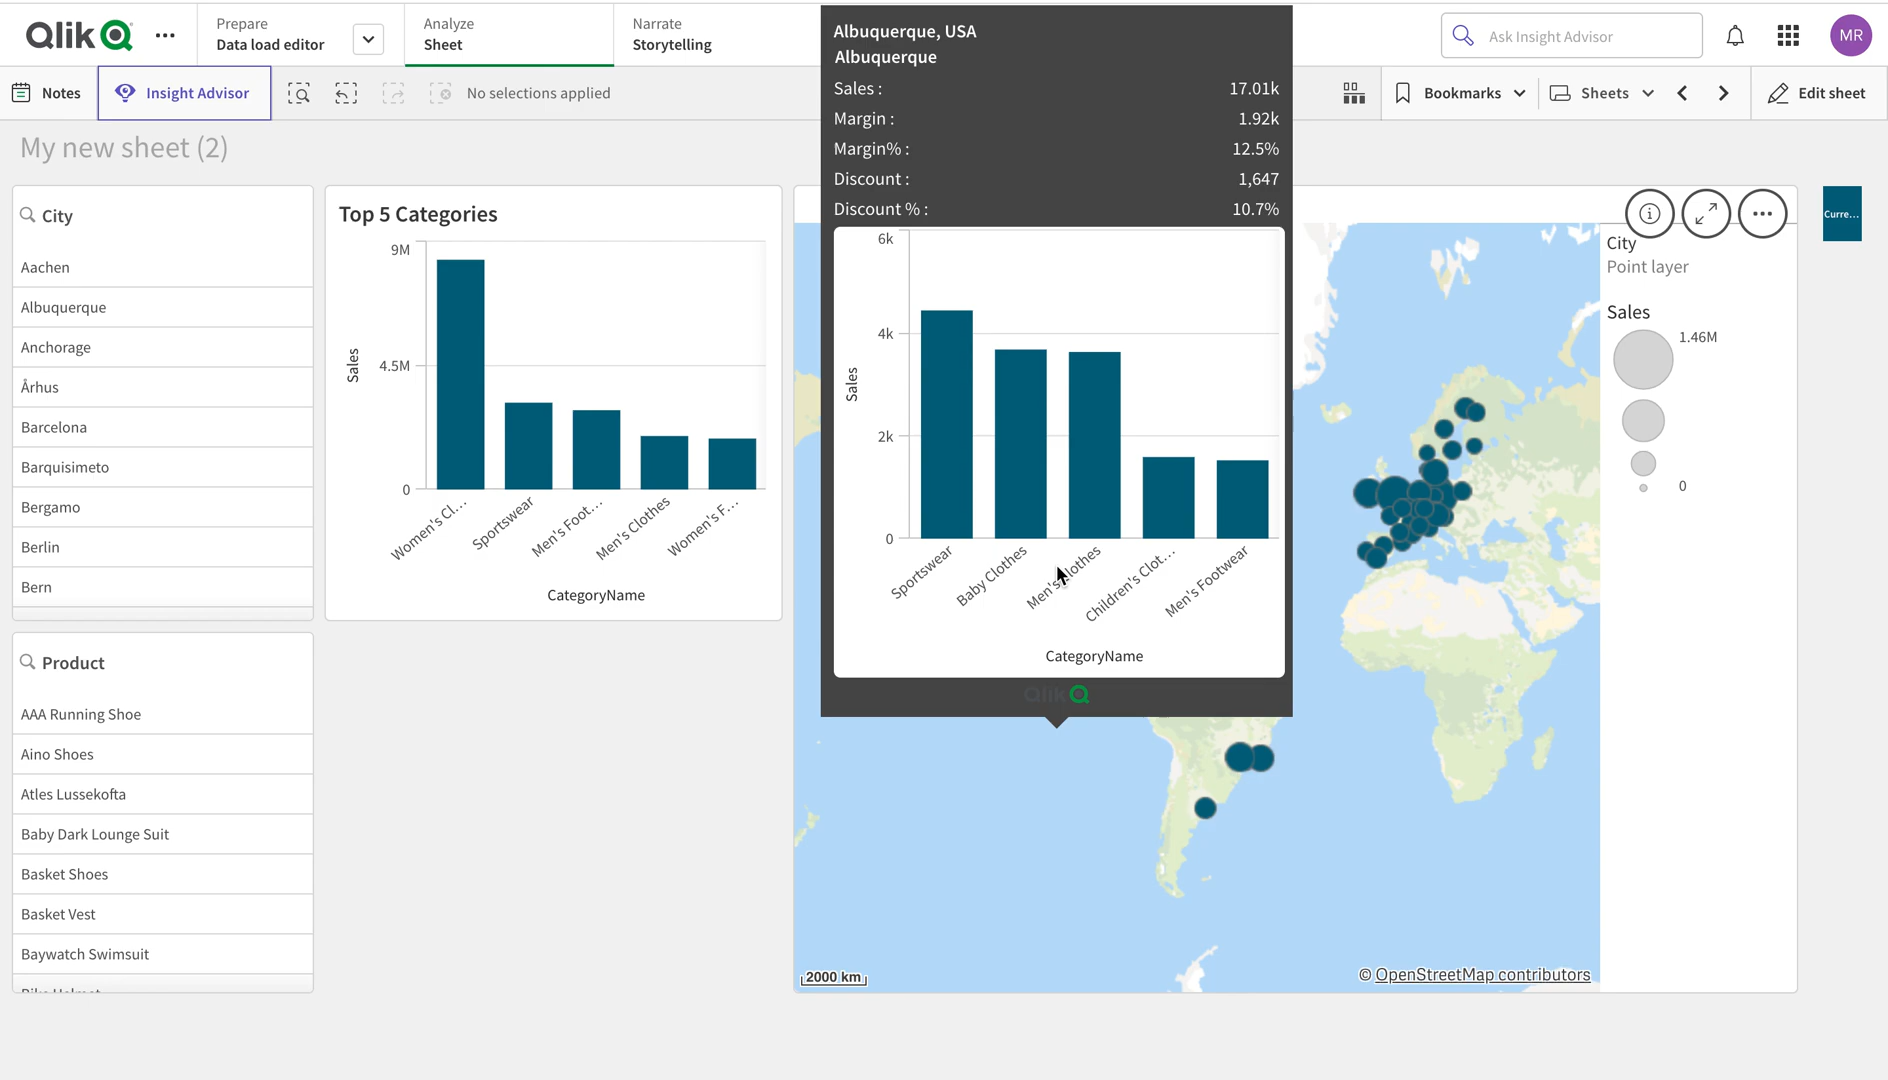 Qlik
Prepare
Data load editor
Analyze
Sheet
Narrate
Storytelling
Ask Insight Advisor
MR
Notes
Insight Advisor
No selections applied
Bookmarks
Sheets
Edit sheet
My new sheet (2)
City
Aachen
Albuquerque
Anchorage
Århus
Barcelona
Barquisimeto
Bergamo
Berlin
Bern
Product
AAA Running Shoe
Aino Shoes
Atles Lussekofta
Baby Dark Lounge Suit
Basket Shoes
Basket Vest
Baywatch Swimsuit
Top 5 Categories
9M
4.5M
0
Sales
Women's Cl...
Sportswear
Men's Foot...
Men's Clothes
Women's F...
CategoryName
Albuquerque, USA
Albuquerque
Sales : 17.01k
Margin : 1.92k
Margin% : 12.5%
Discount : 1,647
Discount % : 10.7%
6k
4k
2k
0
Sales
Sportswear
Baby Clothes
Men's Clothes
Children's Clot...
Men's Footwear
CategoryName
Qlik
City
Point layer
Sales
1.46M
0
Curre...
2000 km
© OpenStreetMap contributors